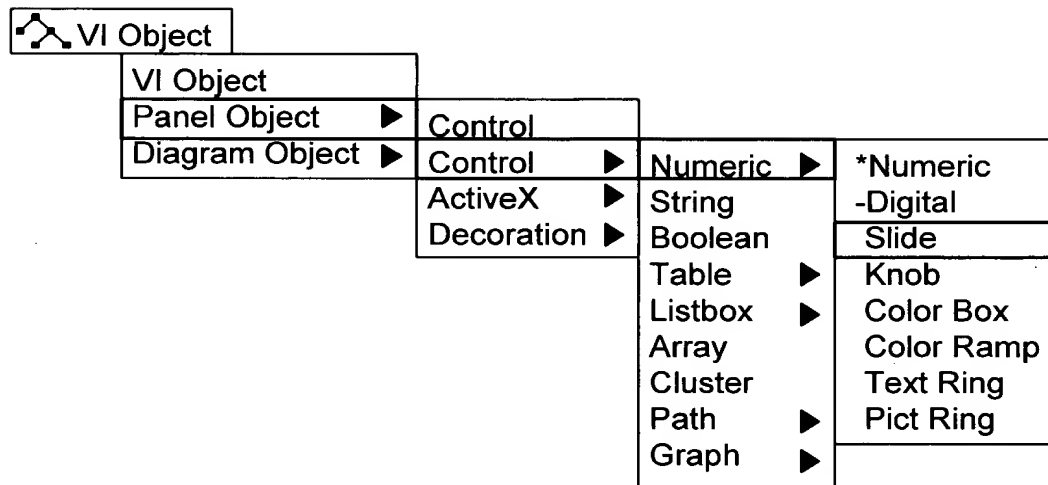 VI Object
VI Object
Panel Object ▶
Diagram Object ▶
Control
Control ▶
ActiveX ▶
Decoration ▶
Numeric ▶
String
Boolean
Table ▶
Listbox ▶
Array
Cluster
Path ▶
Graph ▶
*Numeric
-Digital
Slide
Knob
Color Box
Color Ramp
Text Ring
Pict Ring